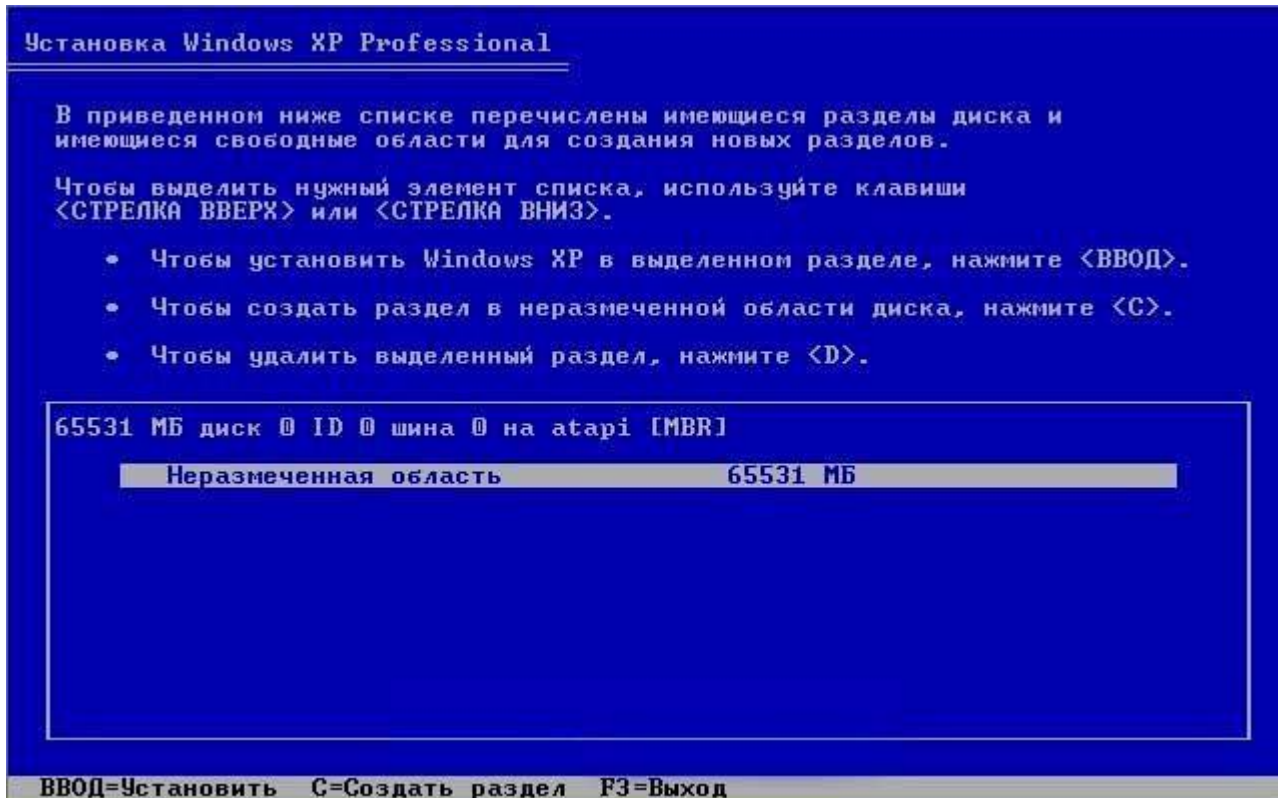 Установка Windows XP Professional
В приведенном ниже списке перечислены имеющиеся разделы диска и
имеющиеся свободные области для создания новых разделов.
Чтобы выделить нужный элемент списка, используйте клавиши
<СТРЕЛКА ВВЕРХ> или <СТРЕЛКА ВНИЗ>.
• Чтобы установить Windows XP в выделенном разделе, нажмите <ВВОД>.
• Чтобы создать раздел в неразмеченной области диска, нажмите <C>.
• Чтобы удалить выделенный раздел, нажмите <D>.
65531 МБ диск 0 ID 0 шина 0 на atapi [MBR]
Неразмеченная область 65531 МБ
ВВОД=Установить C=Создать раздел F3=Выход